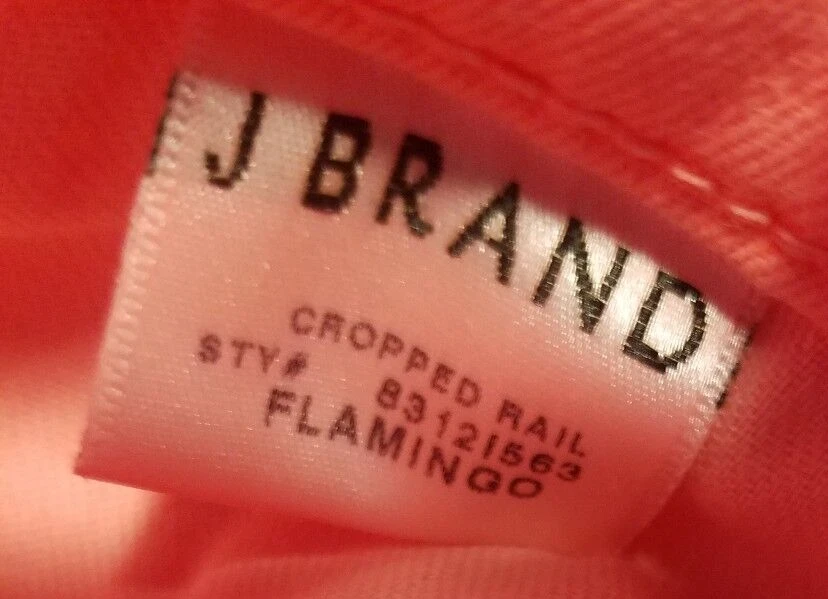 J BRAND
CROPPED RAIL
STY# 83121563
FLAMINGO